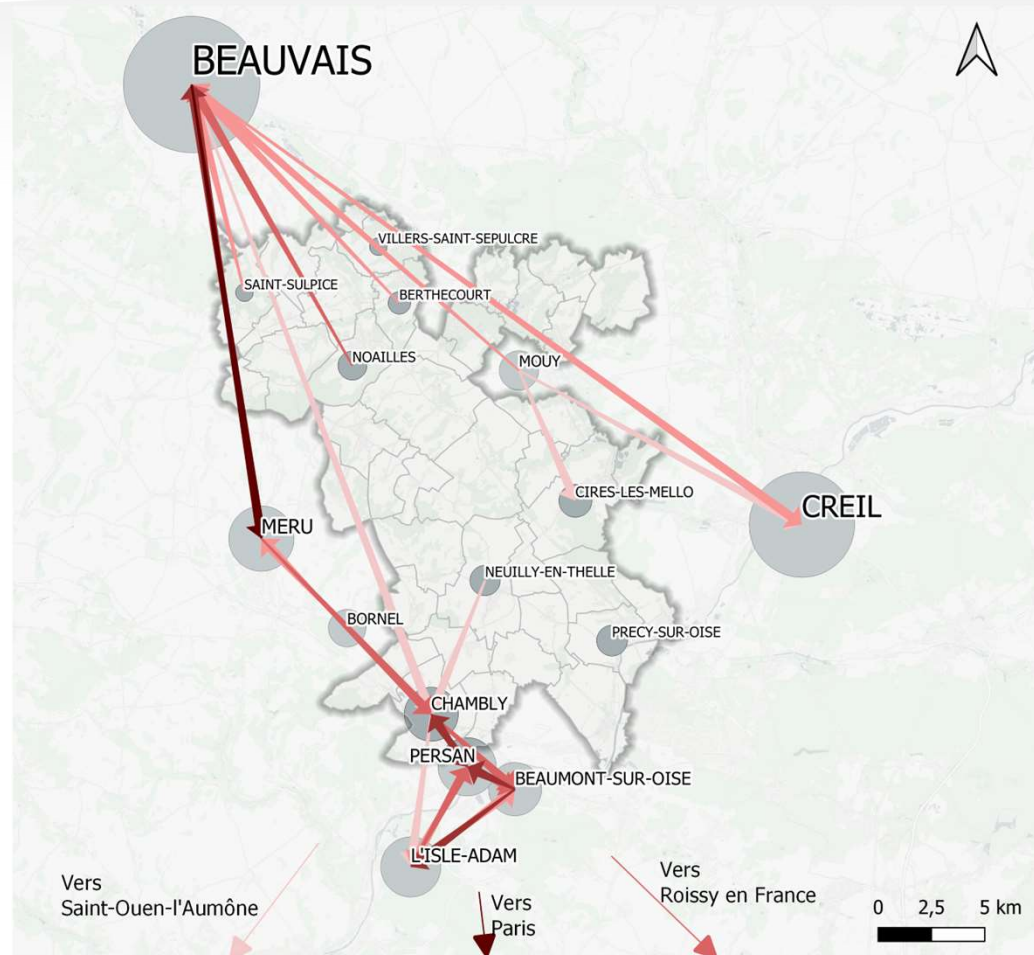 BEAUVAIS
VILLERS-SAINT-SEPULCRE
SAINT-SULPICE
BERTHECOURT
NOAILLES
MOUY
CIRES-LES-MELLO
CREIL
MERU
NEUILLY-EN-THELLE
BORNEL
PRECY-SUR-OISE
CHAMBLY
PERSAN
BEAUMONT-SUR-OISE
L'ISLE-ADAM
Vers
Saint-Ouen-l'Aumône
Vers
Paris
Vers
Roissy en France
0 2,5 5 km